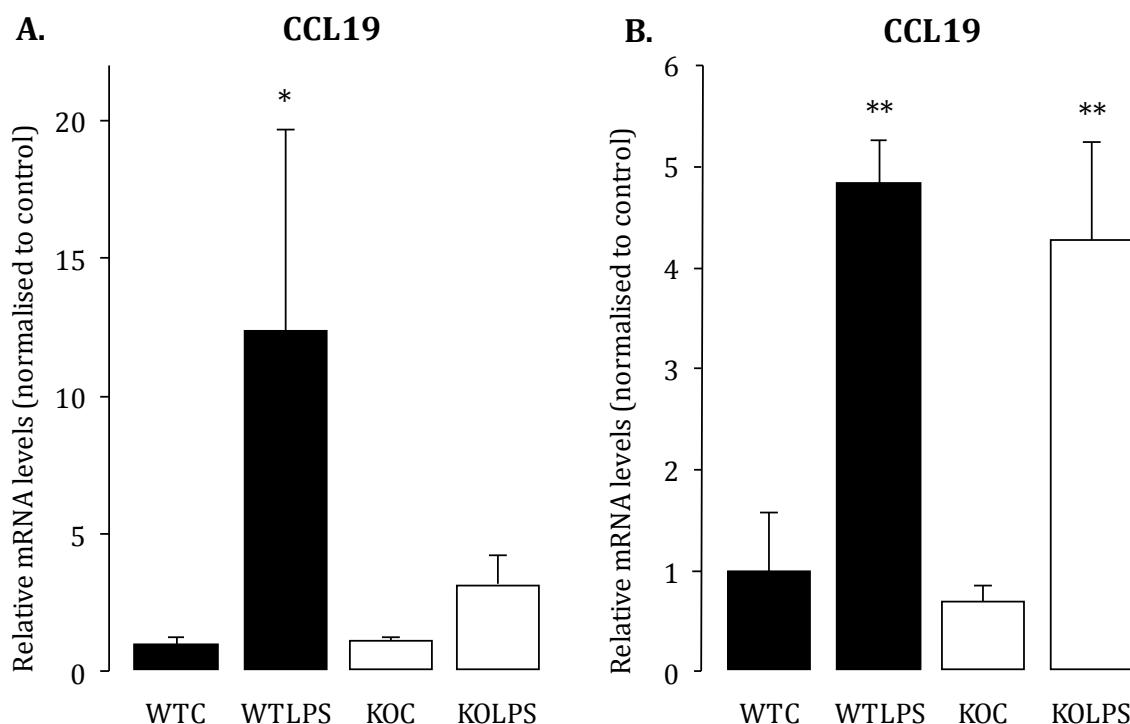 A.
CCL19
Relative mRNA levels (normalised to control)
20
15
10
5
0
*
WTC WTLPS KOC KOLPS
B.
CCL19
Relative mRNA levels (normalised to control)
6
5
4
3
2
1
0
** **
WTC WTLPS KOC KOLPS